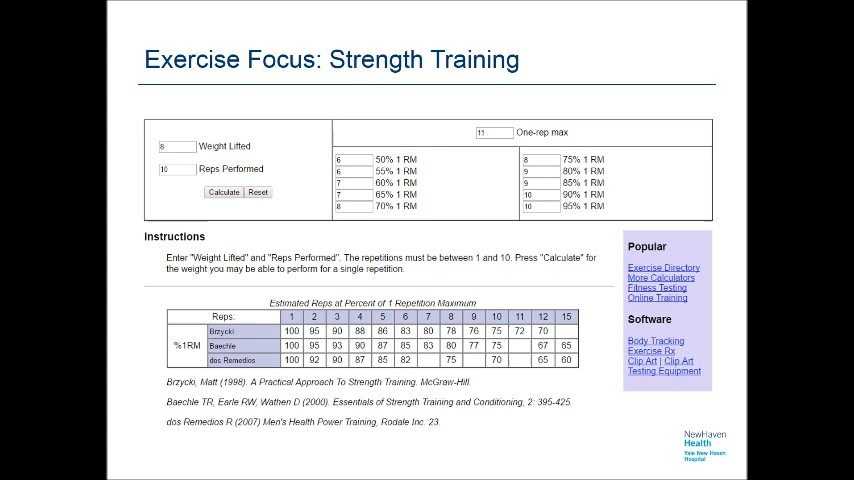 Exercise Focus: Strength Training
8 Weight Lifted
10 Reps Performed
Calculate Reset
11 One-rep max
6 50% 1 RM
6 55% 1 RM
7 60% 1 RM
7 65% 1 RM
8 70% 1 RM
8 75% 1 RM
9 80% 1 RM
9 85% 1 RM
10 90% 1 RM
10 95% 1 RM
Instructions
Enter "Weight Lifted" and "Reps Performed". The repetitions must be between 1 and 10. Press "Calculate" for
the weight you may be able to perform for a single repetition.
Estimated Reps at Percent of 1 Repetition Maximum
Reps: 1 2 3 4 5 6 7 8 9 10 11 12 15
%1RM
Brzycki 100 95 90 88 86 83 80 78 76 75 72 70
Baechle 100 95 93 90 87 85 83 80 77 75 67 65
dos Remedios 100 92 90 87 85 82 75 70 65 60
Brzycki, Matt (1998). A Practical Approach To Strength Training. McGraw-Hill.
Baechle TR, Earle RW, Wathen D (2000). Essentials of Strength Training and Conditioning, 2: 395-425.
dos Remedios R (2007) Men's Health Power Training, Rodale Inc. 23.
Popular
Exercise Directory
More Calculators
Fitness Testing
Online Training
Software
Body Tracking
Exercise Rx
Clip Art | Clip Art
Testing Equipment
NewHaven
Health
Yale New Haven
Hospital